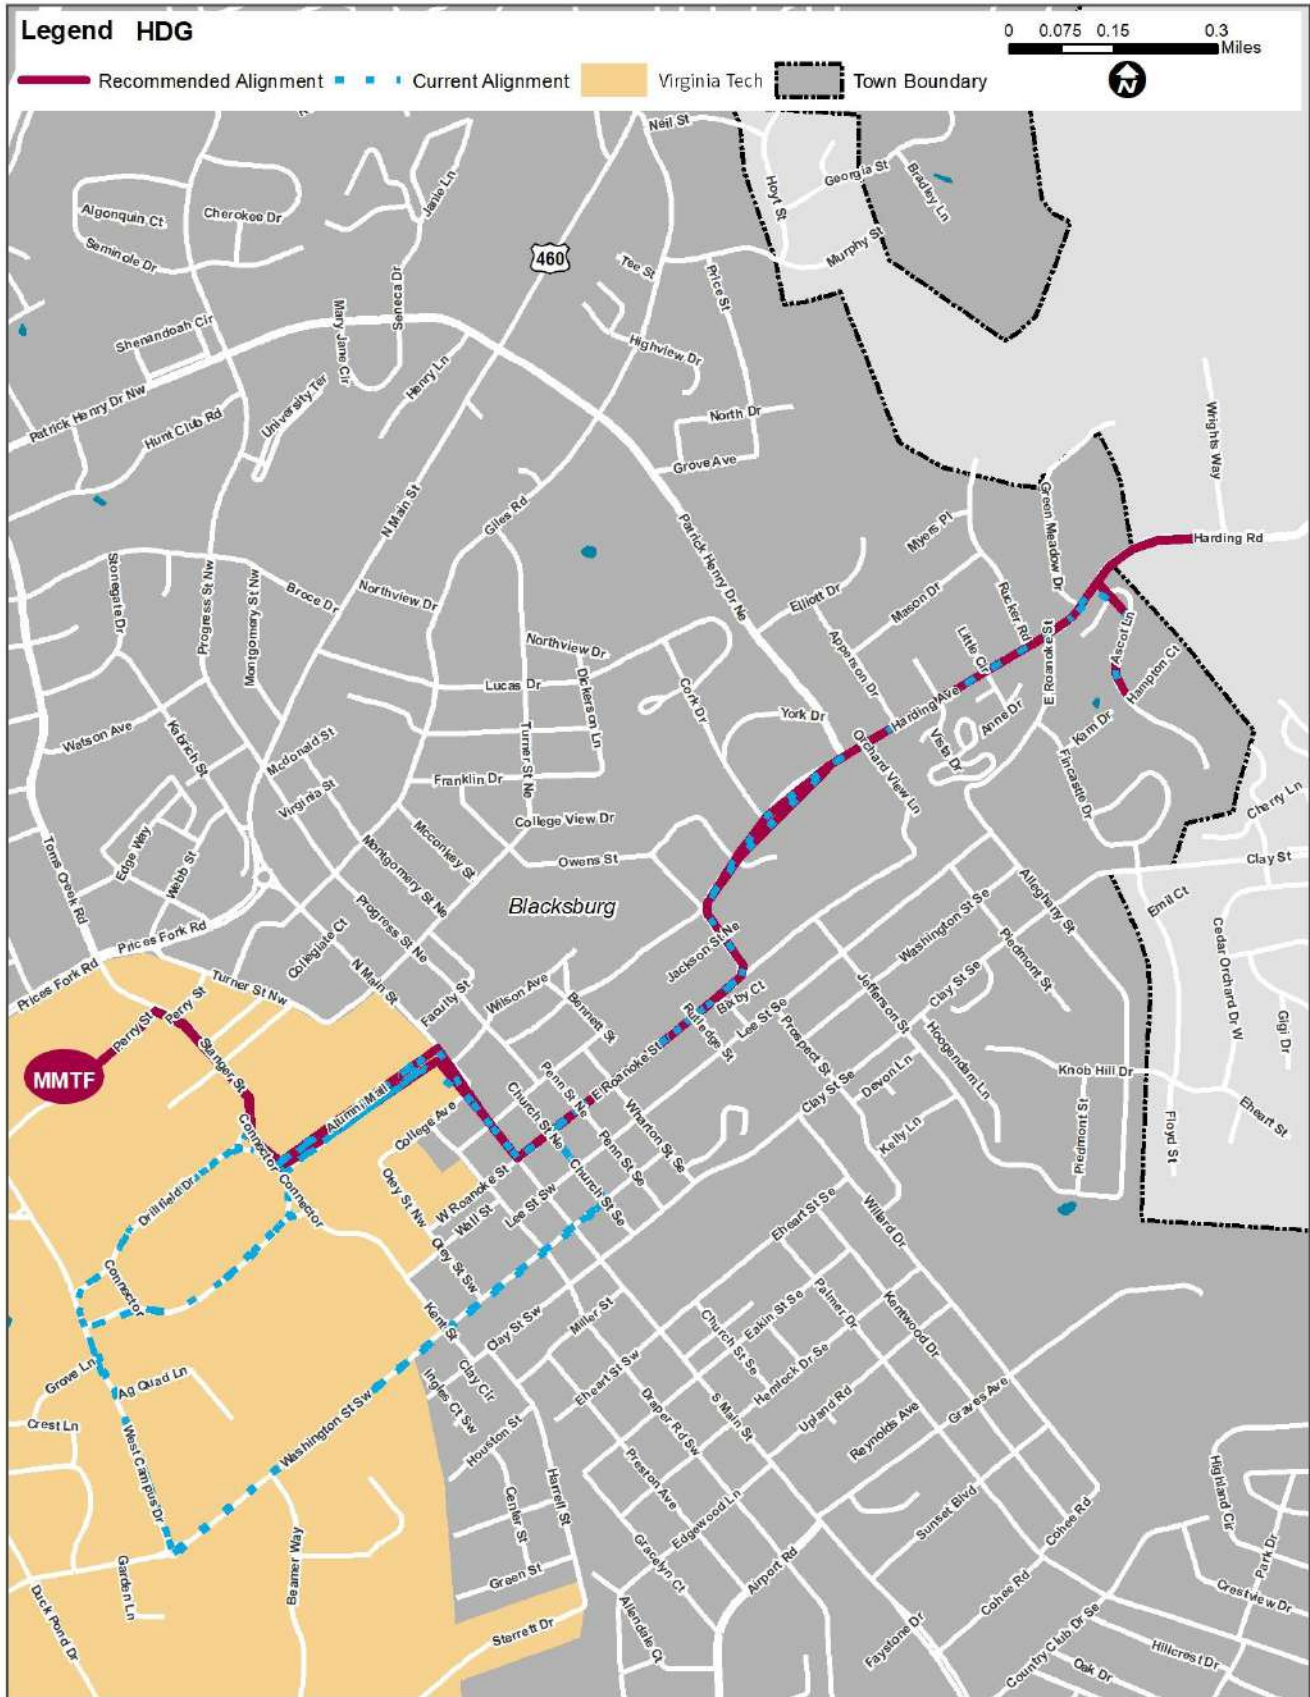 Legend HDG
0 0.075 0.15 0.3
Miles
Recommended Alignment
Current Alignment
Virginia Tech
Town Boundary
N
Neil St
Hoyt St
Georgia St
Bradley Ln
Murphy St
Janie Ln
Algonquin Ct
Cherokee Dr
Seminole Dr
460
Tee St
Price St
Seneca Dr
Mary Jane Cir
Shenandoah Cir
Highview Dr
Henry Ln
University Ter
Patrick Henry Dr Nw
Hunt Club Rd
North Dr
Grove Ave
Wrights Way
N Main St
Giles Rd
Patrick Henry Dr Ne
Green Meadow Dr
Myers Pl
Harding Rd
Stonegate Dr
Progress St Nw
Montgomery St Nw
Broce Dr
Northview Dr
Elliott Dr
Mason Dr
Rucker Rd
Apperson Dr
Little Cir
E Roanoke St
Ascot Ln
Hampton Ct
Northview Dr
Lucas Dr
Dickerson Ln
Cork Dr
York Dr
Harding Ave
Anne Dr
Kam Dr
Vista Dr
Orchard View Ln
Fincastle Dr
Watson Ave
Kabrich St
Mcdonald St
Virginia St
Franklin Dr
Turner St Ne
College View Dr
Cherry Ln
Clay St
Edge Way
Webb St
Toms Creek Rd
Montgomery St Ne
Mcconkey St
Owens St
Blacksburg
Alleghany St
Emil Ct
Cedar Orchard Dr W
Gigi Dr
Washington St Se
Piedmont St
Prices Fork Rd
Prices Fork Rd
Collegiate Ct
Progress St Ne
N Main St
Jackson St Ne
Turner St Nw
Perry St
Perry St
Perry
Faculty St
Wilson Ave
Bennett St
Bixby Ct
Rutledge St
Lee St Se
Prospect St
Jefferson St
Clay St Se
Hoogendam Ln
MMTF
Stanger St
Alumni Mall
College Ave
Penn St Ne
Church St Ne
E Roanoke St
Wharton St Se
Penn St Se
Clay St Se
Devon Ln
Kelly Ln
Knob Hill Dr
Piedmont St
Floyd St
Eheart St
Connector
Connector
Drillfield Dr
Otey St Nw
W Roanoke St
Wall St
Lee St Sw
Church St Se
Otey St Sw
Connector
Kent St
Clay St Sw
Miller St
Eheart St Se
Willard Dr
Palmer Dr
Kentwood Dr
Eakin St Se
Church St Se
Hemlock Dr Se
Grove Ln
Ag Quad Ln
Crest Ln
West Campus Dr
Washington St Sw
Clay Cir
Ingles Ct Sw
Houston St
Eheart St Sw
Draper Rd Sw
S Main St
Upland Rd
Reynolds Ave
Graves Ave
Preston Ave
Edgewood Ln
Harrell St
Center St
Green St
Gracelyn Ct
Airport Rd
Sunset Blvd
Cohee Rd
Cohee Rd
Highland Cir
Park Dr
Crestview Dr
Beamer Way
Garden Ln
Duck Pond Dr
Sterrett Dr
Allendale Ct
Faystone Dr
Country Club Dr Se
Oak Dr
Hillcrest Dr